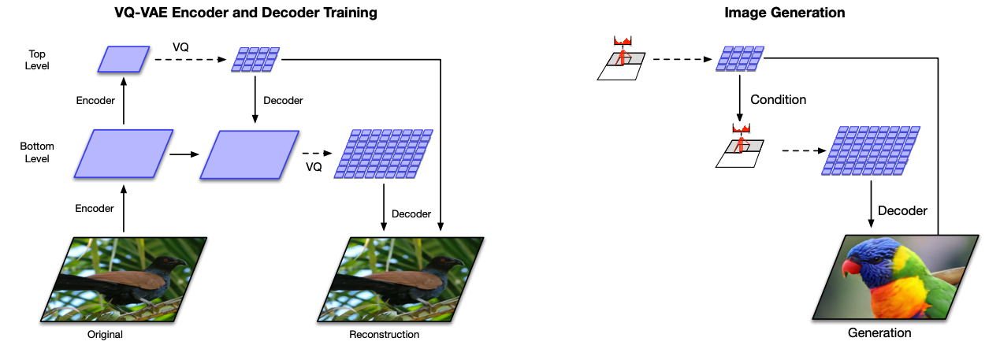 VQ-VAE Encoder and Decoder Training
Top
Level
VQ
Encoder
Decoder
Bottom
Level
VQ
Encoder
Decoder
Original
Reconstruction
Image Generation
Condition
Decoder
Generation